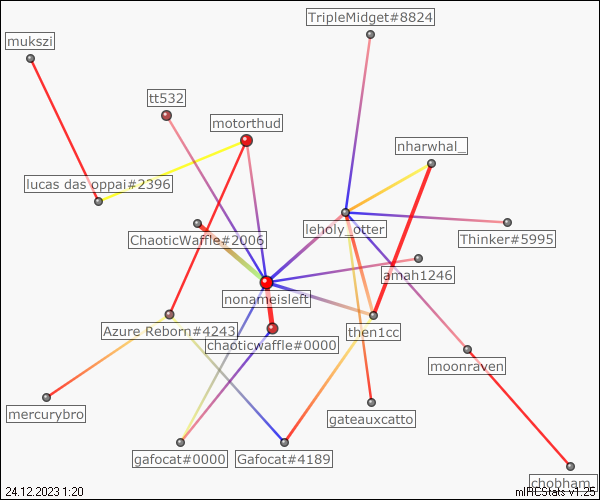 TripleMidget#8824
mukszi
tt532
motorthud
nharwhal_
lucas das oppai#2396
leholy_otter
ChaoticWaffle#2006
Thinker#5995
amah1246
nonameisleft
Azure Reborn#4243
then1cc
chaoticwaffle#0000
moonraven
mercurybro
gateauxcatto
gafocat#0000
Gafocat#4189
chobham_
24.12.2023 1:20
mIRCStats v1.25